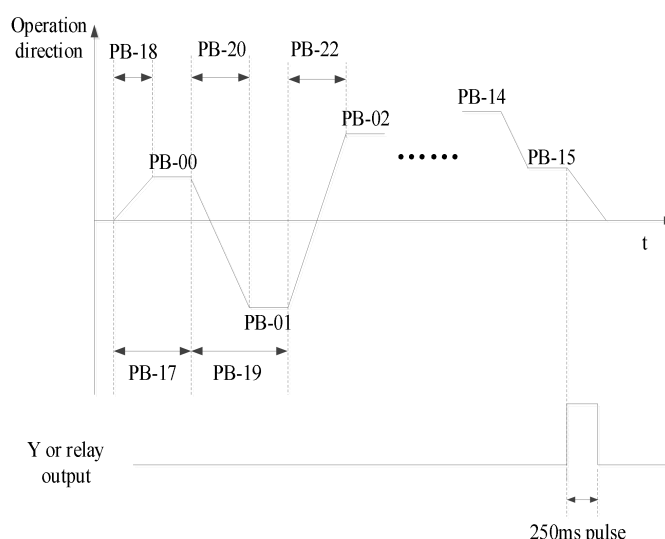 Operation
direction
PB-18
PB-20
PB-22
PB-14
PB-02
PB-00
PB-15
t
PB-01
PB-17
PB-19
Y or relay
output
250ms pulse